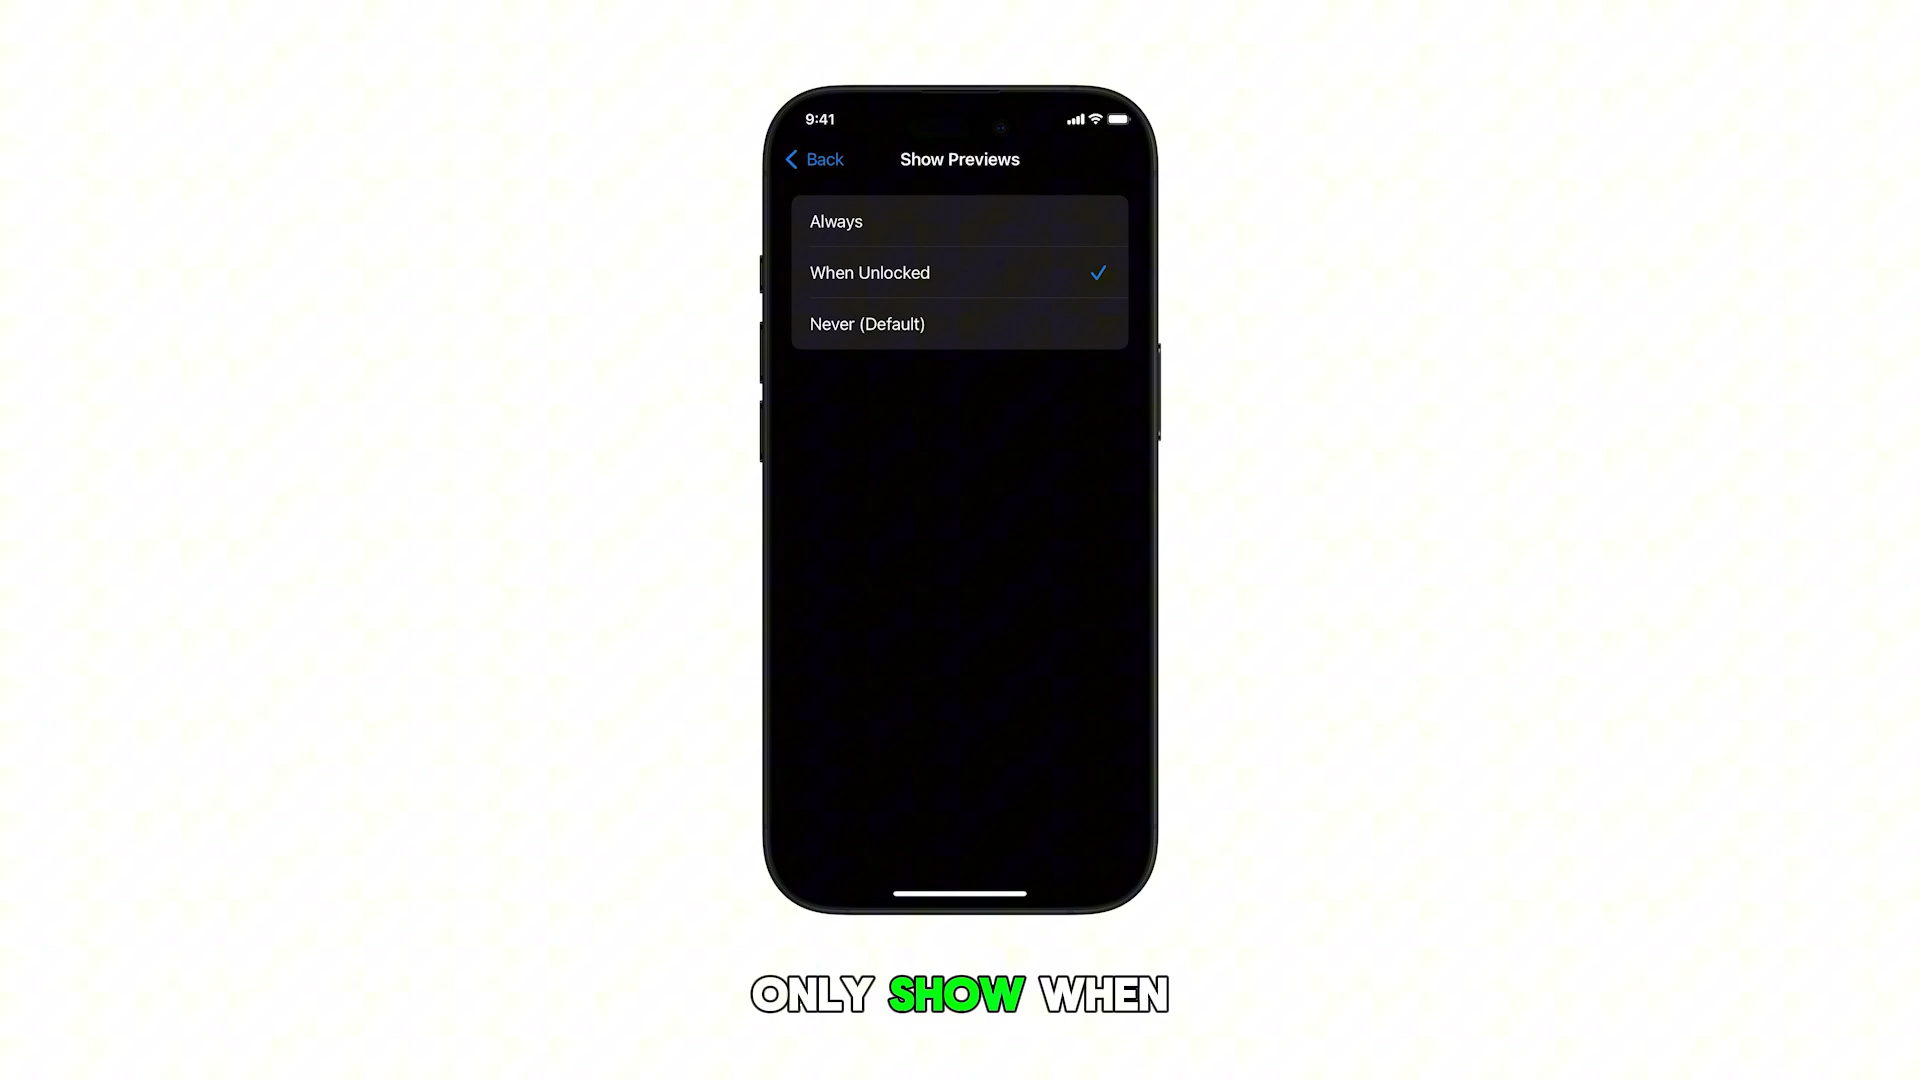 9:41
Back
Show Previews
Always
When Unlocked
Never (Default)
ONLY SHOW WHEN